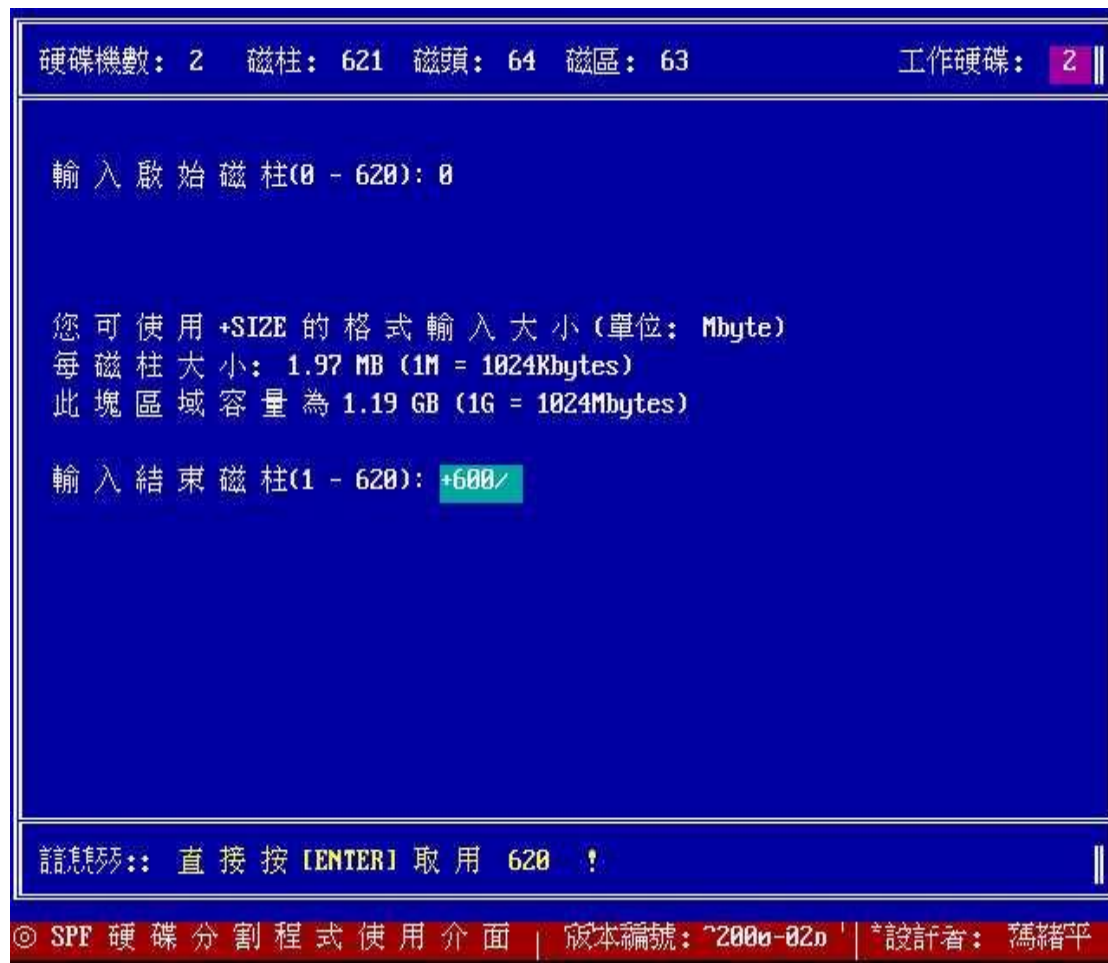 硬碟機數: 2 磁柱: 621 磁頭: 64 磁區: 63 工作硬碟: 2
輸入啟始磁柱(0 - 620): 0
您可使用 +SIZE 的格式輸入大小(單位: Mbyte)
每磁柱大小: 1.97 MB (1M = 1024Kbytes)
此塊區域容量為 1.19 GB (1G = 1024Mbytes)
輸入結束磁柱(1 - 620): +600
直接按 [ENTER] 取用 620 !
◎ SPF 硬碟分割程式使用介面 版本編號: 設計者: 馮緒平